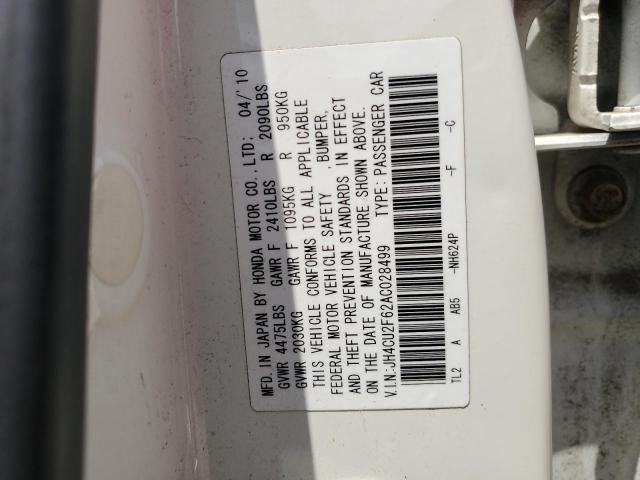 MFD. IN JAPAN BY HONDA MOTOR CO., LTD: 04/'10
GVWR 4475LBS GAWR F 2410LBS R 2090LBS
GVWR 2030KG GAWR F 1095KG R 950KG
THIS VEHICLE CONFORMS TO ALL APPLICABLE
FEDERAL MOTOR VEHICLE SAFETY , BUMPER,
AND THEFT PREVENTION STANDARDS IN EFFECT
ON THE DATE OF MANUFACTURE SHOWN ABOVE.
V.I.N:JH4CU2F62AC028499 TYPE: PASSENGER CAR
TL2 A AB5 -NH624P -F -C